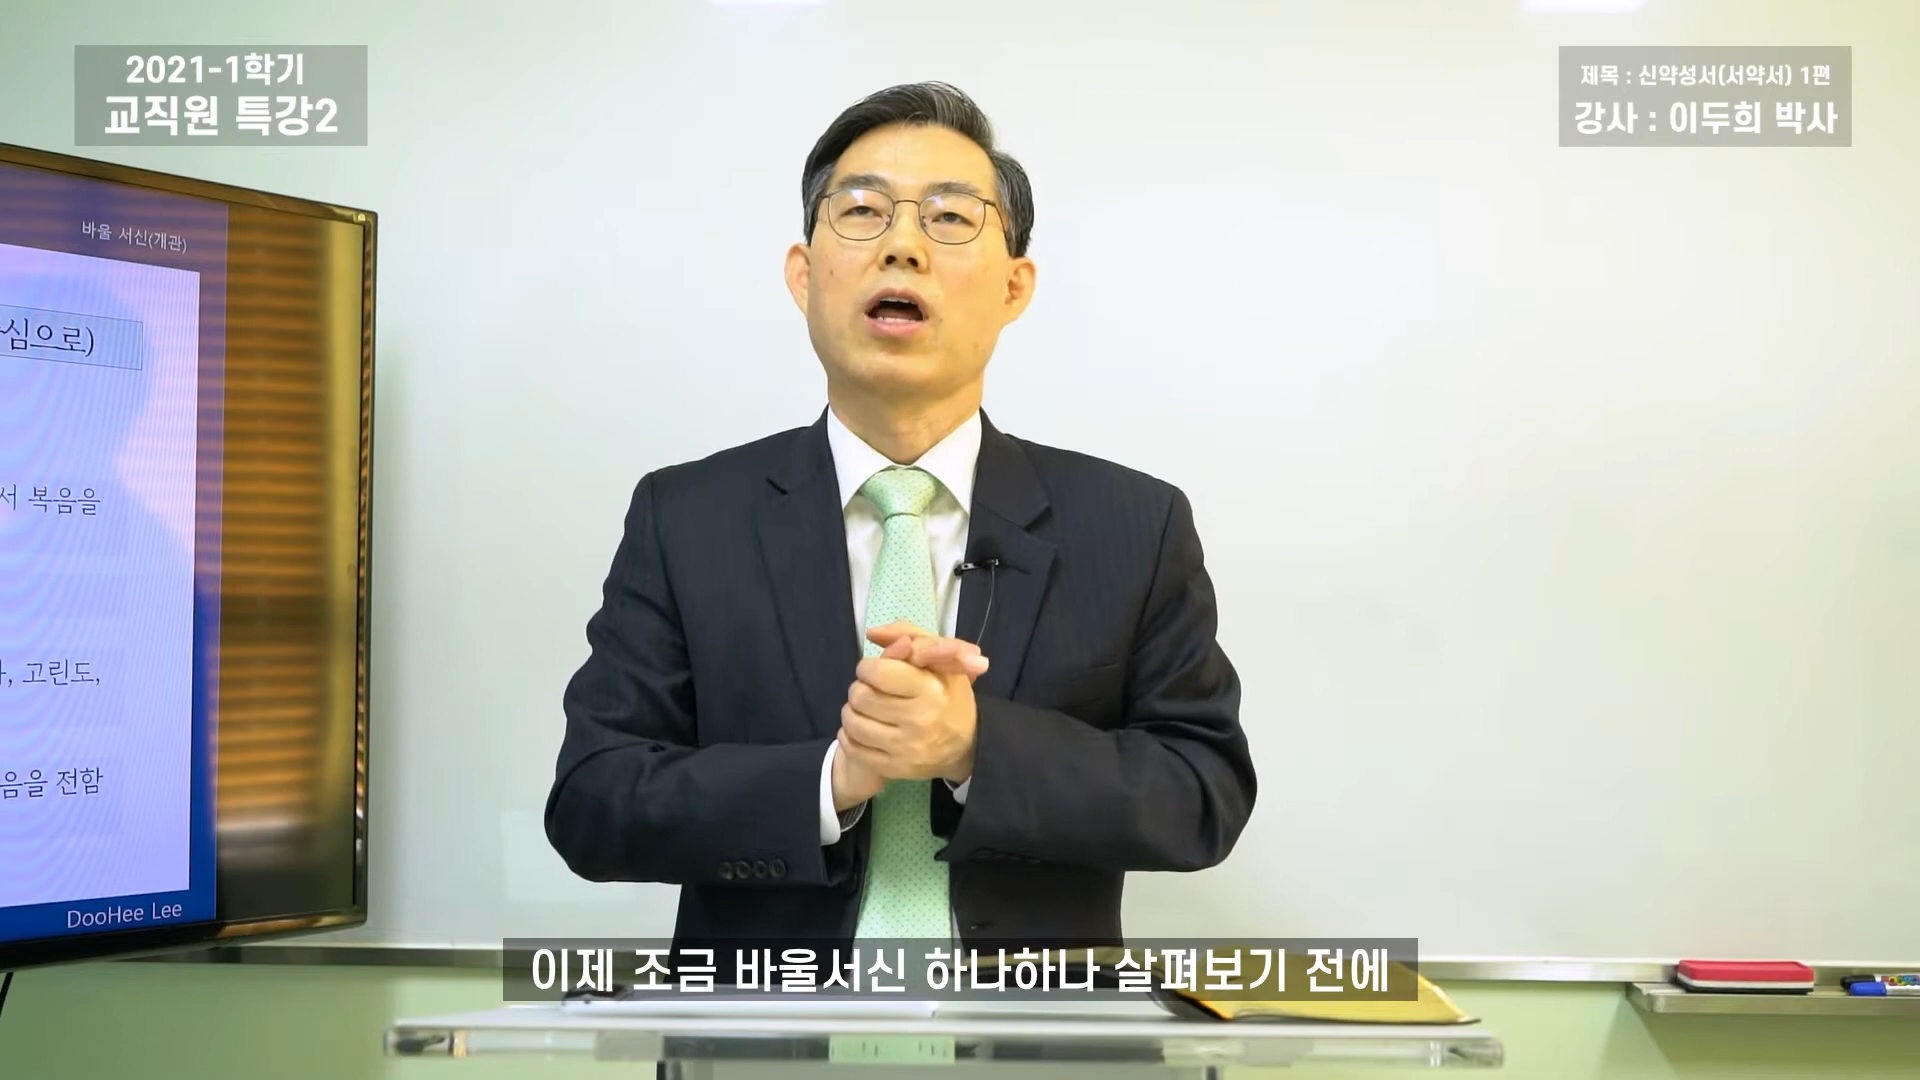 2021-1학기
교직원 특강2
제목 : 신약성서(서약서) 1편
강사 : 이두희 박사
바울 서신(개관)
심으로)
서 복음을
, 고린도,
음을 전함
DooHee Lee
이제 조금 바울서신 하나하나 살펴보기 전에